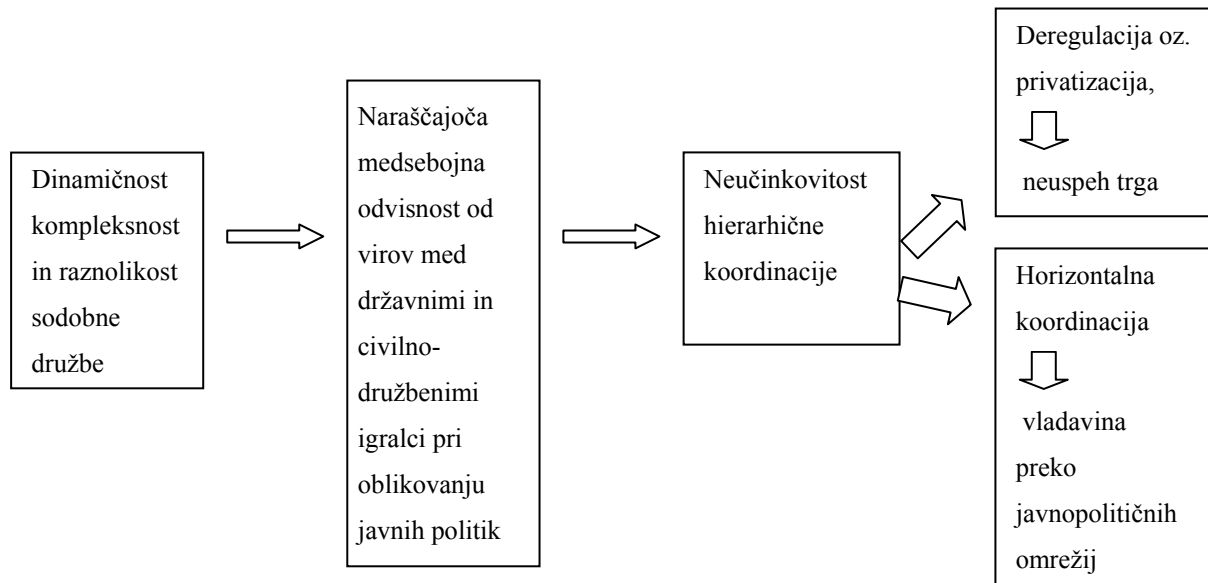 Dinamičnost
kompleksnost
in raznolikost
sodobne
družbe
Naraščajoča
medsebojna
odvisnost od
virov med
državnimi in
civilno-
družbenimi
igralci pri
oblikovanju
javnih politik
Neučinkovitost
hierarhične
koordinacije
Deregulacija oz.
privatizacija,
neuspeh trga
Horizontalna
koordinacija
vladavina
preko
javnopolitičnih
omrežij